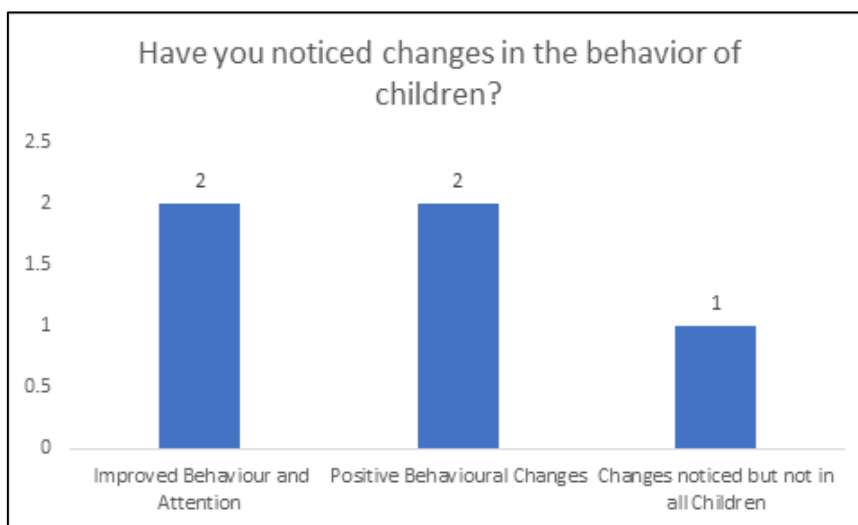 Have you noticed changes in the behavior of
children?
2.5
2
1.5
1
0.5
0
2
2
1
Improved Behaviour and
Attention
Positive Behavioural Changes
Changes noticed but not in
all Children